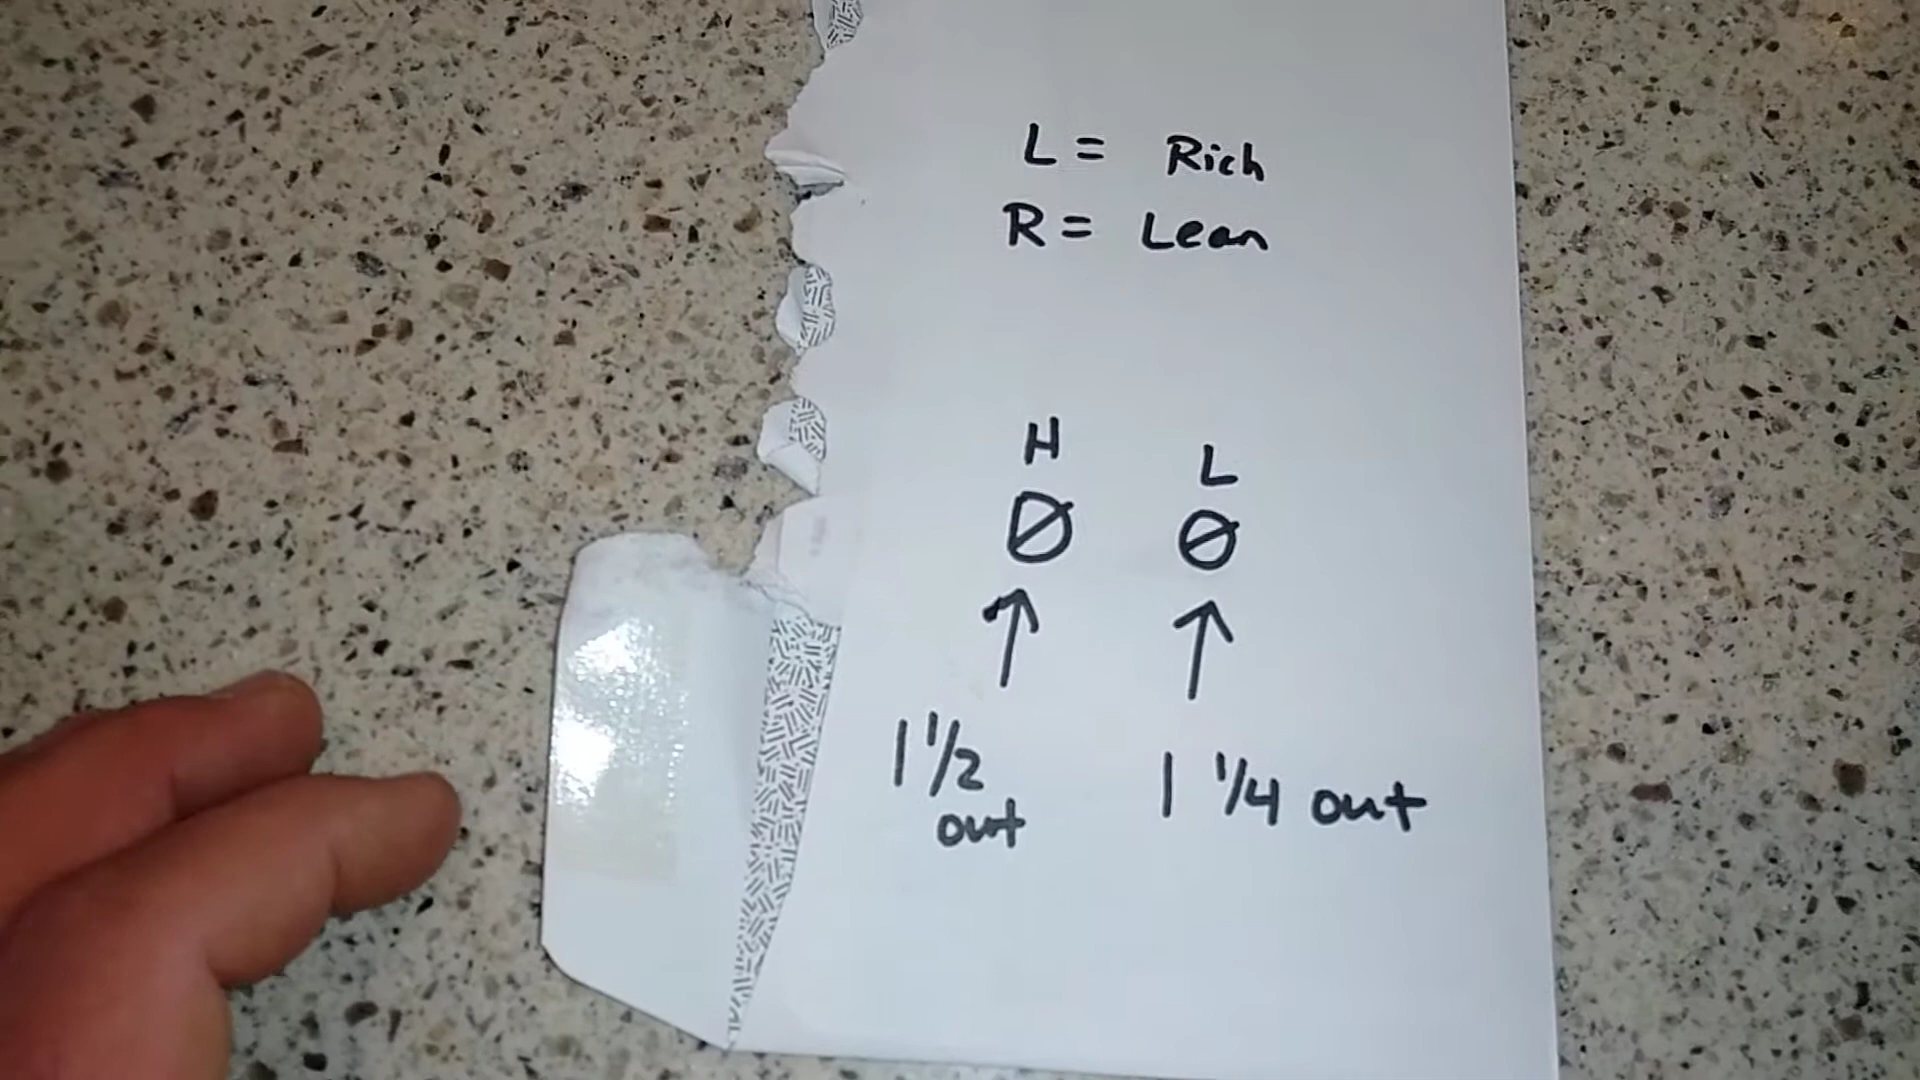 L = Rich
R = Lean
H L
Ø Ø
↑ ↑
1 1/2 out
1 1/4 out